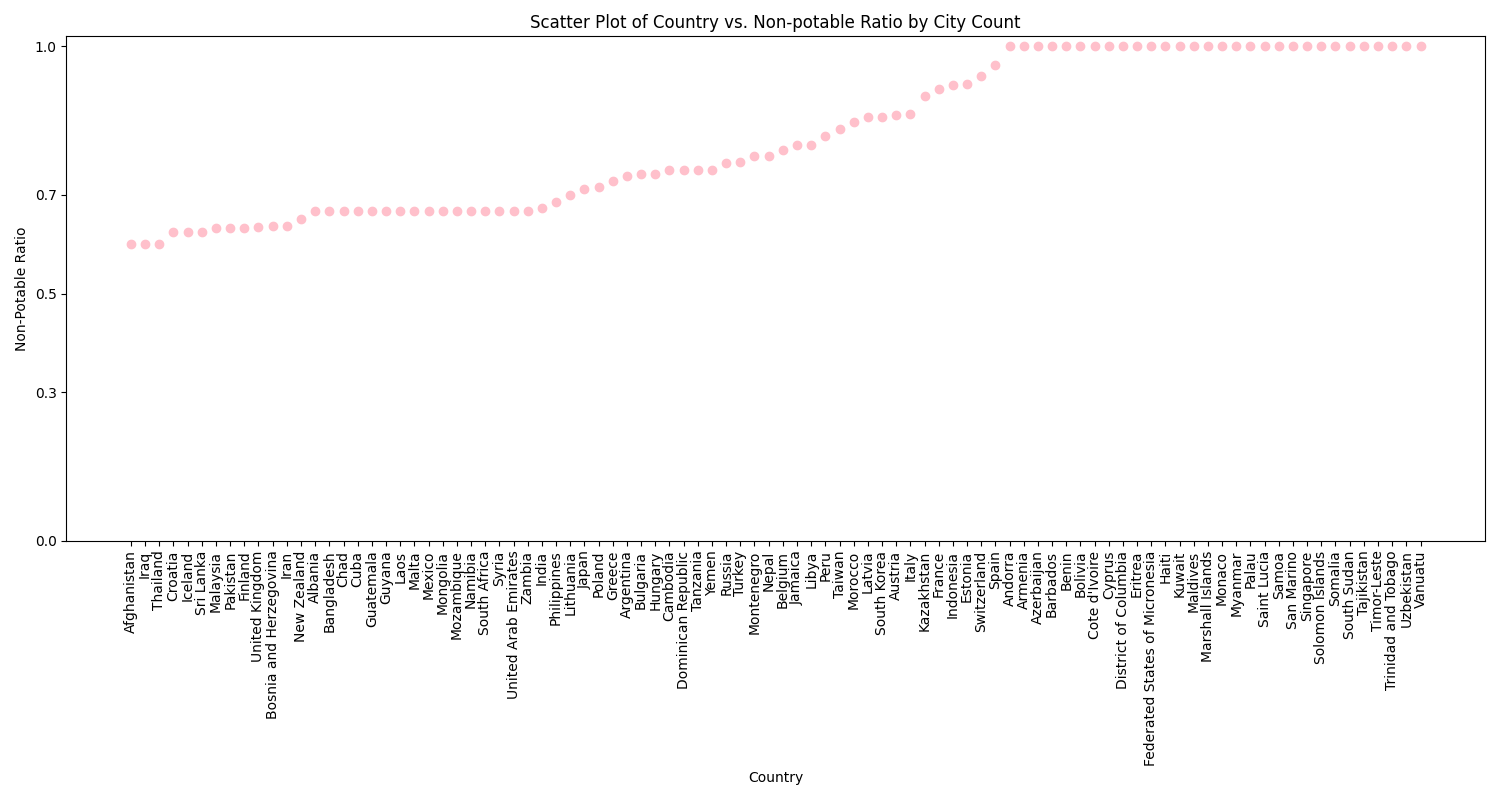 Scatter Plot of Country vs. Non-potable Ratio by City Count
Non-Potable Ratio
1.0
0.7
0.5
0.3
0.0
Afghanistan
Iraq
Thailand
Croatia
Iceland
Sri Lanka
Malaysia
Pakistan
Finland
United Kingdom
Bosnia and Herzegovina
Iran
New Zealand
Albania
Bangladesh
Chad
Cuba
Guatemala
Guyana
Laos
Malta
Mexico
Mongolia
Mozambique
Namibia
South Africa
Syria
United Arab Emirates
Zambia
India
Philippines
Lithuania
Japan
Poland
Greece
Argentina
Bulgaria
Hungary
Cambodia
Dominican Republic
Tanzania
Yemen
Russia
Turkey
Montenegro
Nepal
Belgium
Jamaica
Libya
Peru
Taiwan
Morocco
Latvia
South Korea
Austria
Italy
Kazakhstan
France
Indonesia
Estonia
Switzerland
Spain
Andorra
Armenia
Azerbaijan
Barbados
Benin
Bolivia
Cote d'Ivoire
Cyprus
District of Columbia
Eritrea
Federated States of Micronesia
Haiti
Kuwait
Maldives
Marshall Islands
Monaco
Myanmar
Palau
Saint Lucia
Samoa
San Marino
Singapore
Solomon Islands
Somalia
South Sudan
Tajikistan
Timor-Leste
Trinidad and Tobago
Uzbekistan
Vanuatu
Country